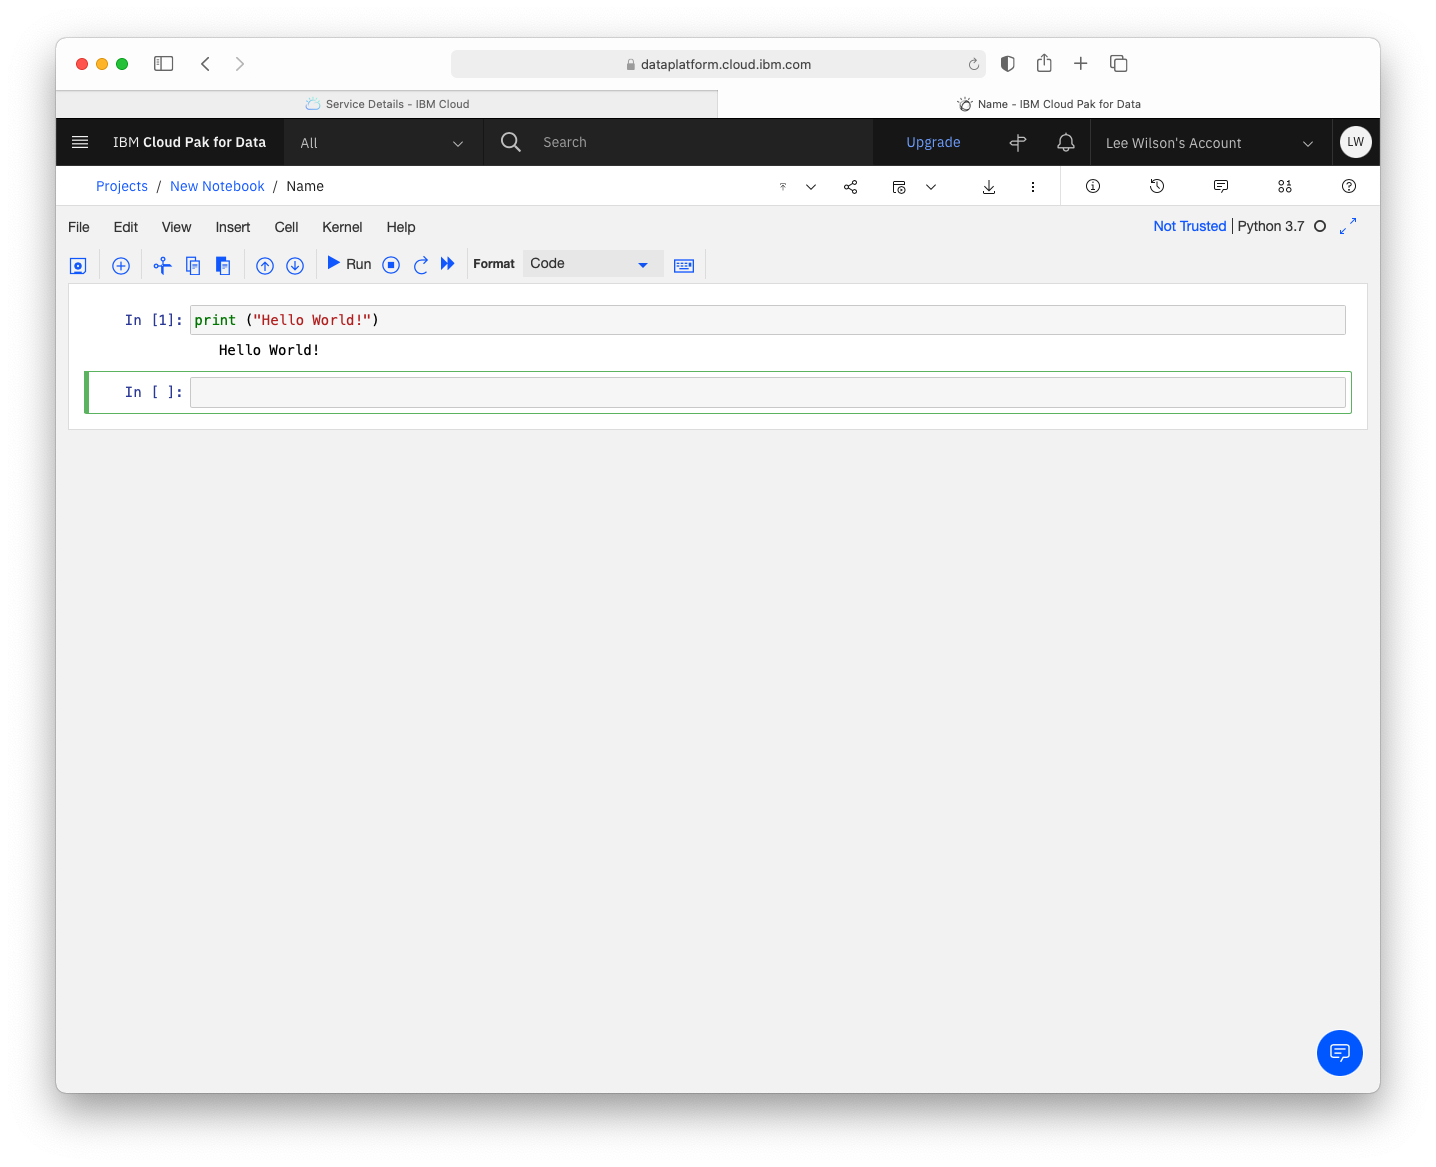 dataplatform.cloud.ibm.com
Service Details - IBM Cloud
Name - IBM Cloud Pak for Data
IBM Cloud Pak for Data
All
Search
Upgrade
Lee Wilson's Account
LW
Projects / New Notebook / Name
File Edit View Insert Cell Kernel Help
Not Trusted | Python 3.7
Run
Format
Code
In [1]: print ("Hello World!")
Hello World!
In [ ]: